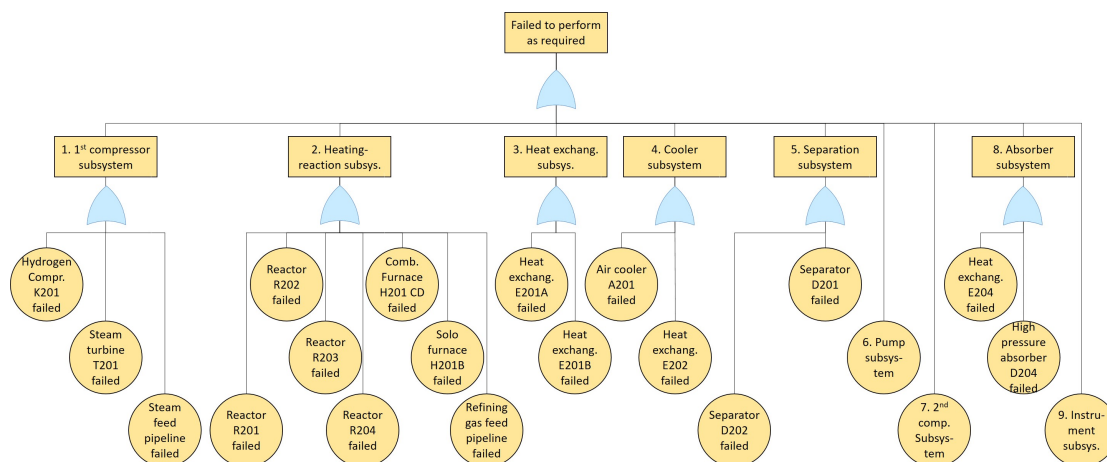 Failed to perform
as required
1. 1st compressor
subsystem
2. Heating-
reaction subsys.
3. Heat exchang.
subsys.
4. Cooler
subsystem
5. Separation
subsystem
8. Absorber
subsystem
Hydrogen
Compr.
K201
failed
Steam
turbine
T201
failed
Steam
feed
pipeline
failed
Reactor
R201
failed
Reactor
R202
failed
Reactor
R203
failed
Reactor
R204
failed
Comb.
Furnace
H201 CD
failed
Solo
furnace
H201B
failed
Refining
gas feed
pipeline
failed
Heat
exchang.
E201A
failed
Heat
exchang.
E201B
failed
Air cooler
A201
failed
Heat
exchang.
E202
failed
Separator
D202
failed
Separator
D201
failed
6. Pump
subsys-
tem
7. 2nd
comp.
Subsys-
tem
Heat
exchang.
E204
failed
High
pressure
absorber
D204
failed
9. Instru-
ment
subsys.